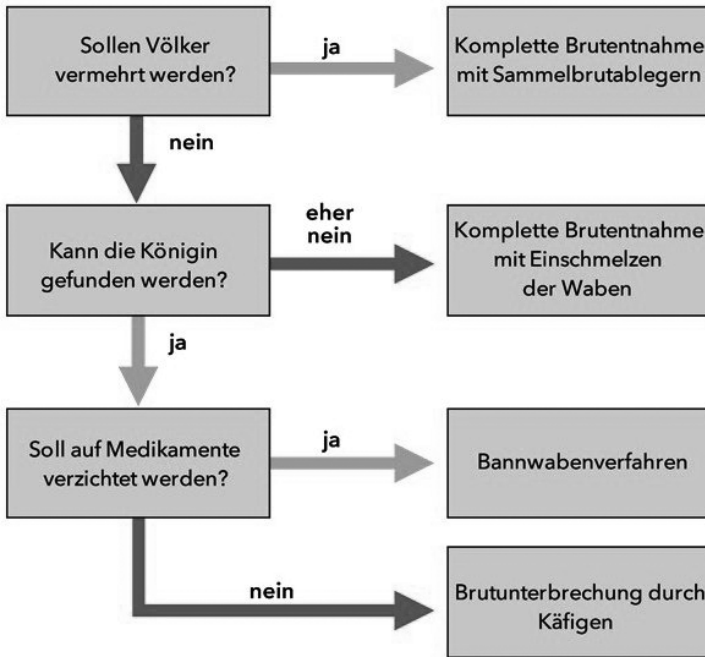 Sollen Völker
vermehrt werden?
ja
Komplette Brutentnahme
mit Sammelbrutablegern
nein
Kann die Königin
gefunden werden?
eher
nein
Komplette Brutentnahme
mit Einschmelzen
der Waben
ja
Soll auf Medikamente
verzichtet werden?
ja
Bannwabenverfahren
nein
Brutunterbrechung durch
Käfigen